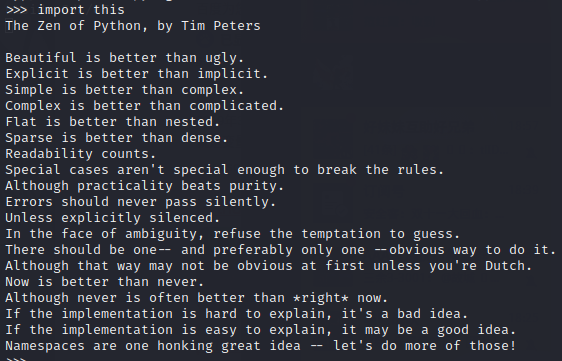 >>> import this
The Zen of Python, by Tim Peters

Beautiful is better than ugly.
Explicit is better than implicit.
Simple is better than complex.
Complex is better than complicated.
Flat is better than nested.
Sparse is better than dense.
Readability counts.
Special cases aren't special enough to break the rules.
Although practicality beats purity.
Errors should never pass silently.
Unless explicitly silenced.
In the face of ambiguity, refuse the temptation to guess.
There should be one-- and preferably only one --obvious way to do it.
Although that way may not be obvious at first unless you're Dutch.
Now is better than never.
Although never is often better than *right* now.
If the implementation is hard to explain, it's a bad idea.
If the implementation is easy to explain, it may be a good idea.
Namespaces are one honking great idea -- let's do more of those!
>>>